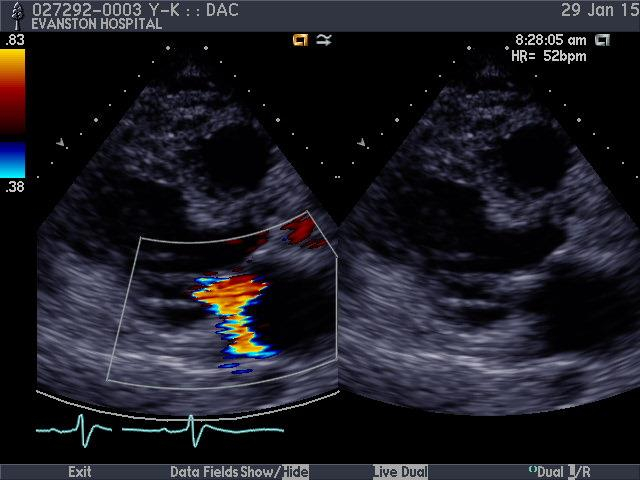 027292-0003 Y-K :: DAC 29 Jan 15
EVANSTON HOSPITAL
.83
8:28:05 am
HR= 52bpm
.38
Exit Data Fields Show/Hide Live Dual Dual L/R